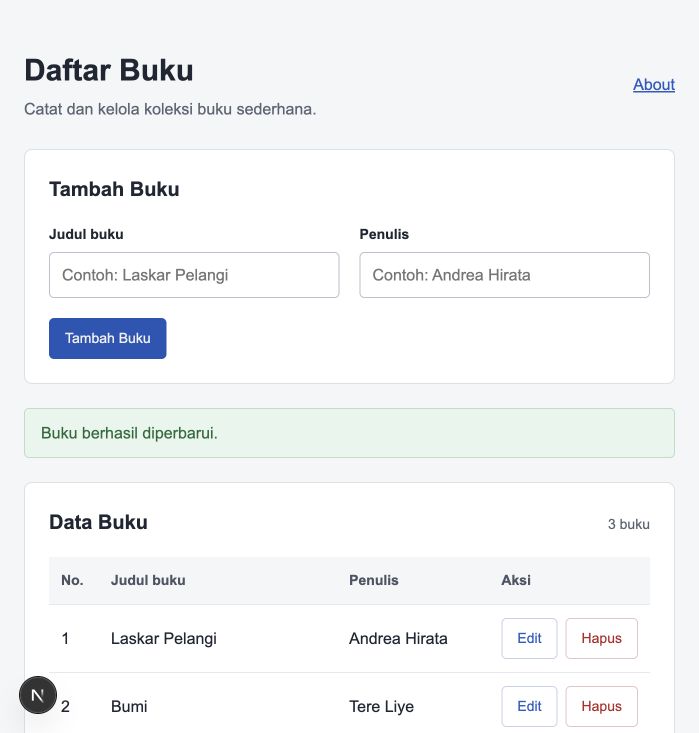 Daftar Buku
About
Catat dan kelola koleksi buku sederhana.
Tambah Buku
Judul buku
Penulis
Contoh: Laskar Pelangi
Contoh: Andrea Hirata
Tambah Buku
Buku berhasil diperbarui.
Data Buku
3 buku
No. Judul buku Penulis Aksi
1 Laskar Pelangi Andrea Hirata Edit Hapus
N
2 Bumi Tere Liye Edit Hapus